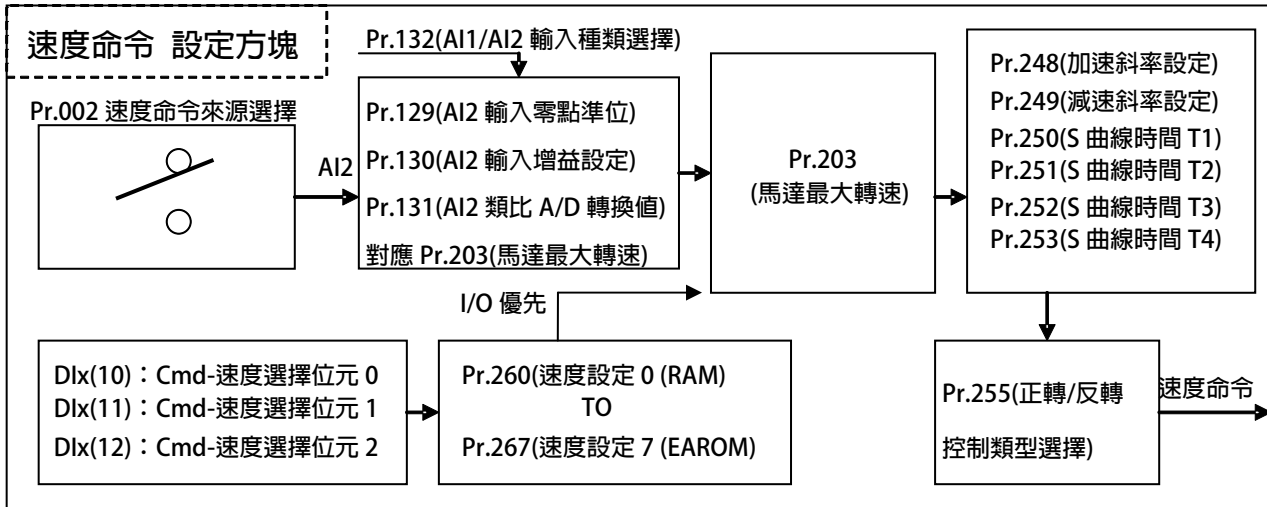 速度命令 設定方塊
Pr.002 速度命令來源選擇
AI2
Pr.132(AI1/AI2 輸入種類選擇)
Pr.129(AI2 輸入零點準位)
Pr.130(AI2 輸入增益設定)
Pr.131(AI2 類比 A/D 轉換值)
對應 Pr.203(馬達最大轉速)
Pr.203
(馬達最大轉速)
Pr.248(加速斜率設定)
Pr.249(減速斜率設定)
Pr.250(S 曲線時間 T1)
Pr.251(S 曲線時間 T2)
Pr.252(S 曲線時間 T3)
Pr.253(S 曲線時間 T4)
I/O 優先
DIx(10)：Cmd-速度選擇位元 0
DIx(11)：Cmd-速度選擇位元 1
DIx(12)：Cmd-速度選擇位元 2
Pr.260(速度設定 0 (RAM)
TO
Pr.267(速度設定 7 (EAROM)
Pr.255(正轉/反轉
控制類型選擇)
速度命令